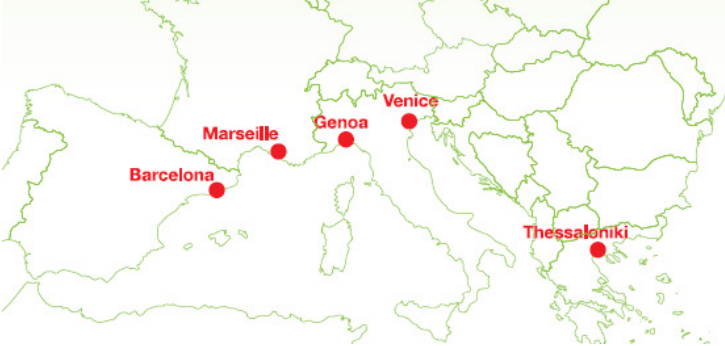 Venice
Genoa
Marseille
Barcelona
Thessaloniki